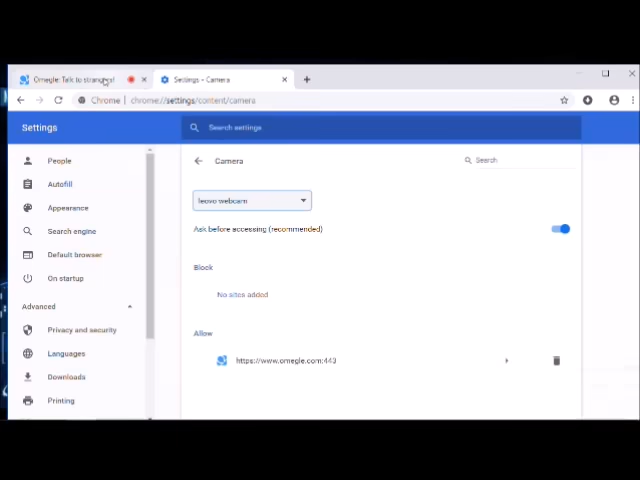 Omegle: Talk to strangers!
Settings - Camera
Chrome | chrome://settings/content/camera
Settings
Search settings
People
Autofill
Appearance
Search engine
Default browser
On startup
Advanced
Privacy and security
Languages
Downloads
Printing
Camera
Search
leovo webcam
Ask before accessing (recommended)
Block
No sites added
Allow
https://www.omegle.com:443